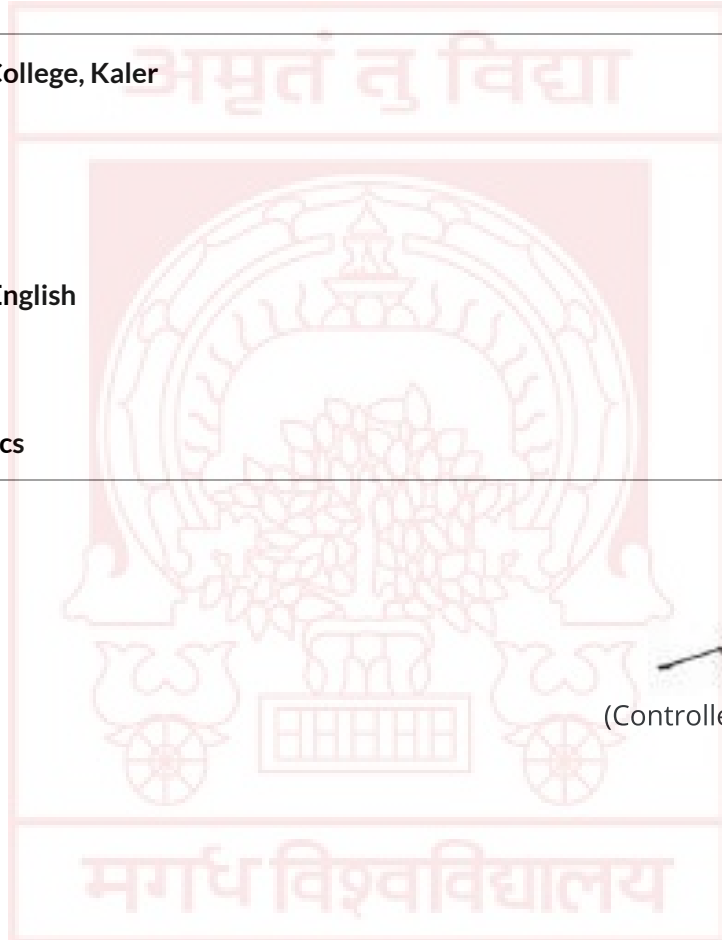 अमृतं तु विद्या
College, Kaler
English
cs
(Controlle
मगध विश्वविद्यालय